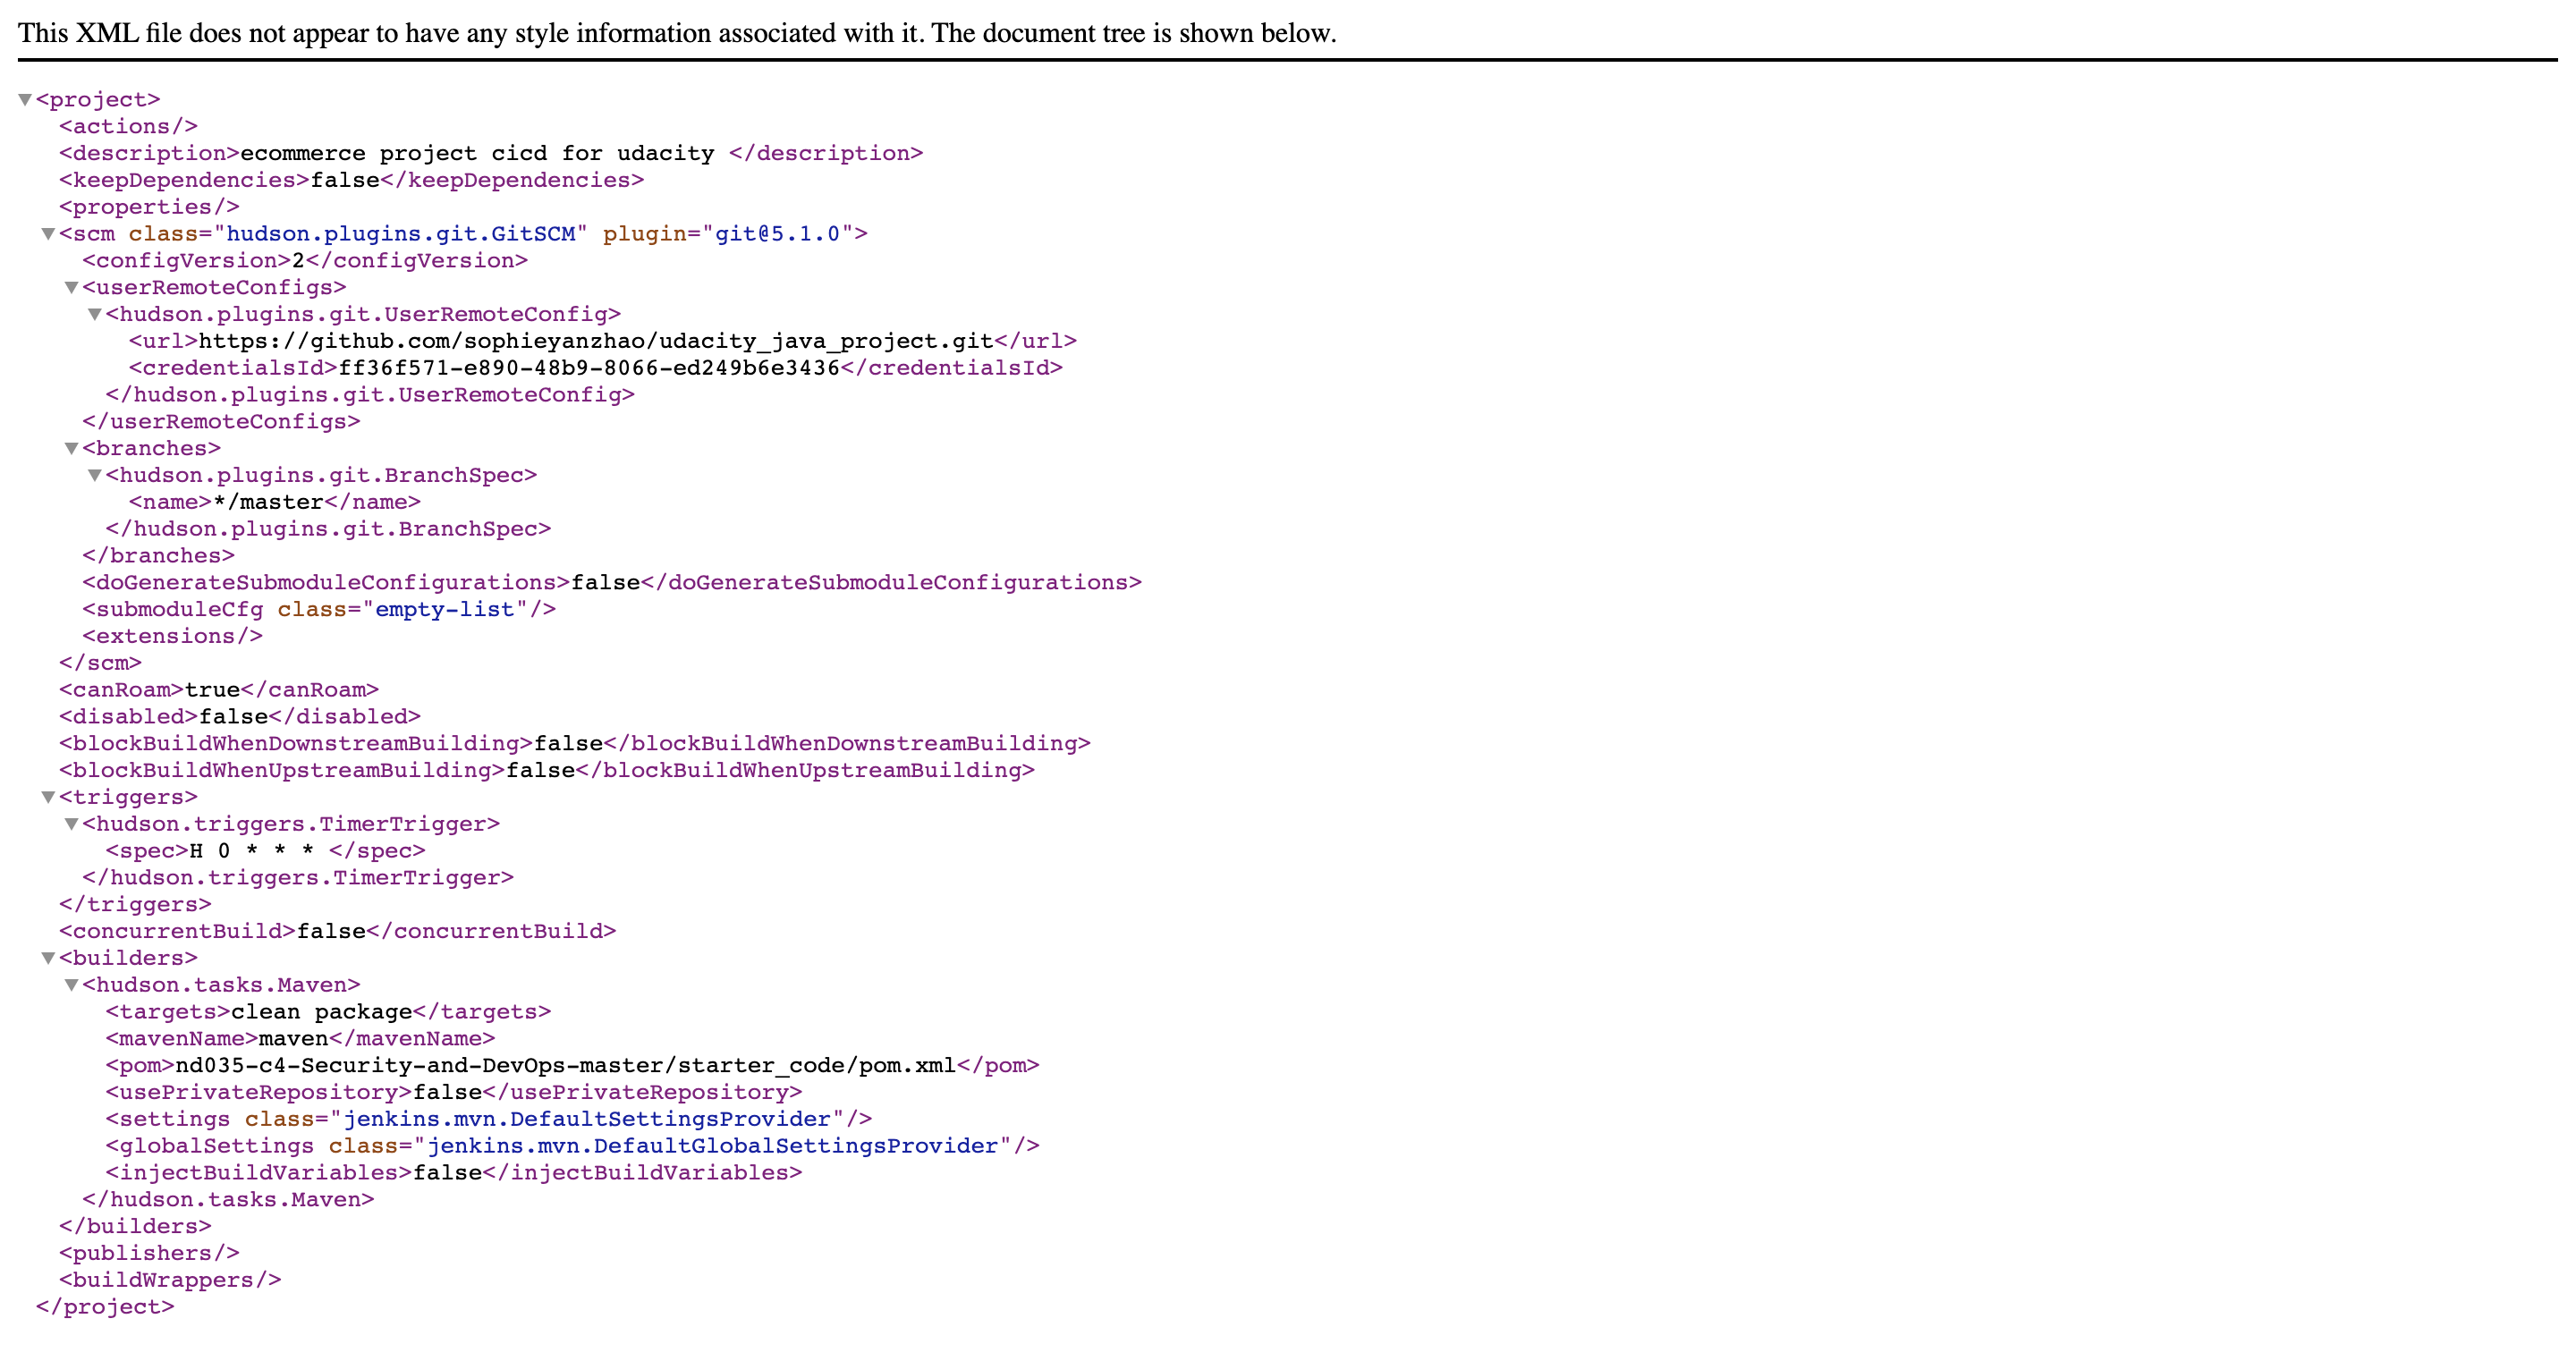 This XML file does not appear to have any style information associated with it. The document tree is shown below.
<project>
<actions/>
<description>ecommerce project cicd for udacity </description>
<keepDependencies>false</keepDependencies>
<properties/>
<scm class="hudson.plugins.git.GitSCM" plugin="git@5.1.0">
<configVersion>2</configVersion>
<userRemoteConfigs>
<hudson.plugins.git.UserRemoteConfig>
<url>https://github.com/sophieyanzhao/udacity_java_project.git</url>
<credentialsId>ff36f571-e890-48b9-8066-ed249b6e3436</credentialsId>
</hudson.plugins.git.UserRemoteConfig>
</userRemoteConfigs>
<branches>
<hudson.plugins.git.BranchSpec>
<name>*/master</name>
</hudson.plugins.git.BranchSpec>
</branches>
<doGenerateSubmoduleConfigurations>false</doGenerateSubmoduleConfigurations>
<submoduleCfg class="empty-list"/>
<extensions/>
</scm>
<canRoam>true</canRoam>
<disabled>false</disabled>
<blockBuildWhenDownstreamBuilding>false</blockBuildWhenDownstreamBuilding>
<blockBuildWhenUpstreamBuilding>false</blockBuildWhenUpstreamBuilding>
<triggers>
<hudson.triggers.TimerTrigger>
<spec>H 0 * * * </spec>
</hudson.triggers.TimerTrigger>
</triggers>
<concurrentBuild>false</concurrentBuild>
<builders>
<hudson.tasks.Maven>
<targets>clean package</targets>
<mavenName>maven</mavenName>
<pom>nd035-c4-Security-and-DevOps-master/starter_code/pom.xml</pom>
<usePrivateRepository>false</usePrivateRepository>
<settings class="jenkins.mvn.DefaultSettingsProvider"/>
<globalSettings class="jenkins.mvn.DefaultGlobalSettingsProvider"/>
<injectBuildVariables>false</injectBuildVariables>
</hudson.tasks.Maven>
</builders>
<publishers/>
<buildWrappers/>
</project>